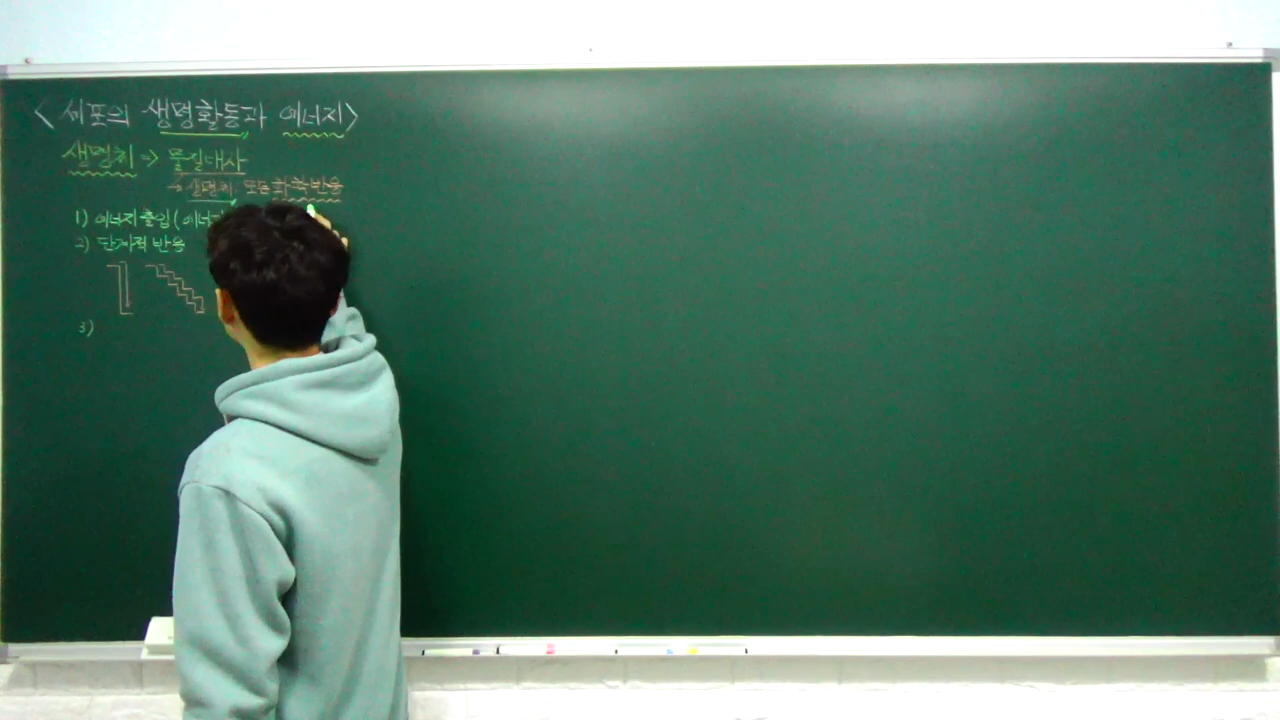 <세포의 생명활동과 에너지>
생명체 => 물질대사
→ 생명체 모든 화학반응
1) 에너지 출입 (에너
2) 단계적 반응
3)